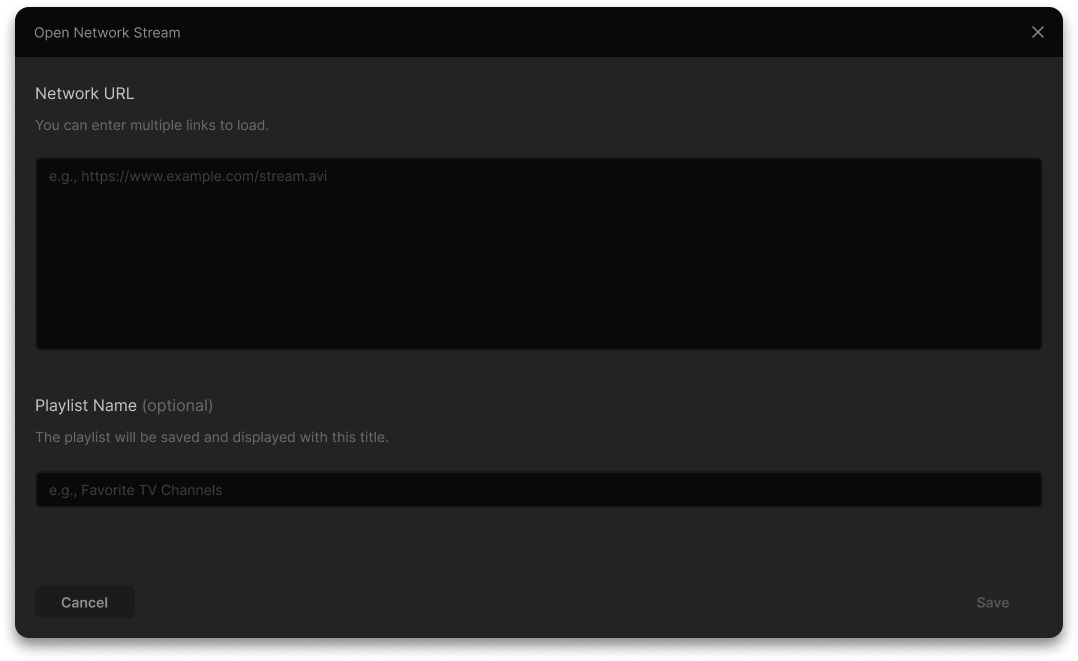 Open Network Stream
Network URL
You can enter multiple links to load.
e.g., https://www.example.com/stream.avi
Playlist Name (optional)
The playlist will be saved and displayed with this title.
e.g., Favorite TV Channels
Cancel
Save